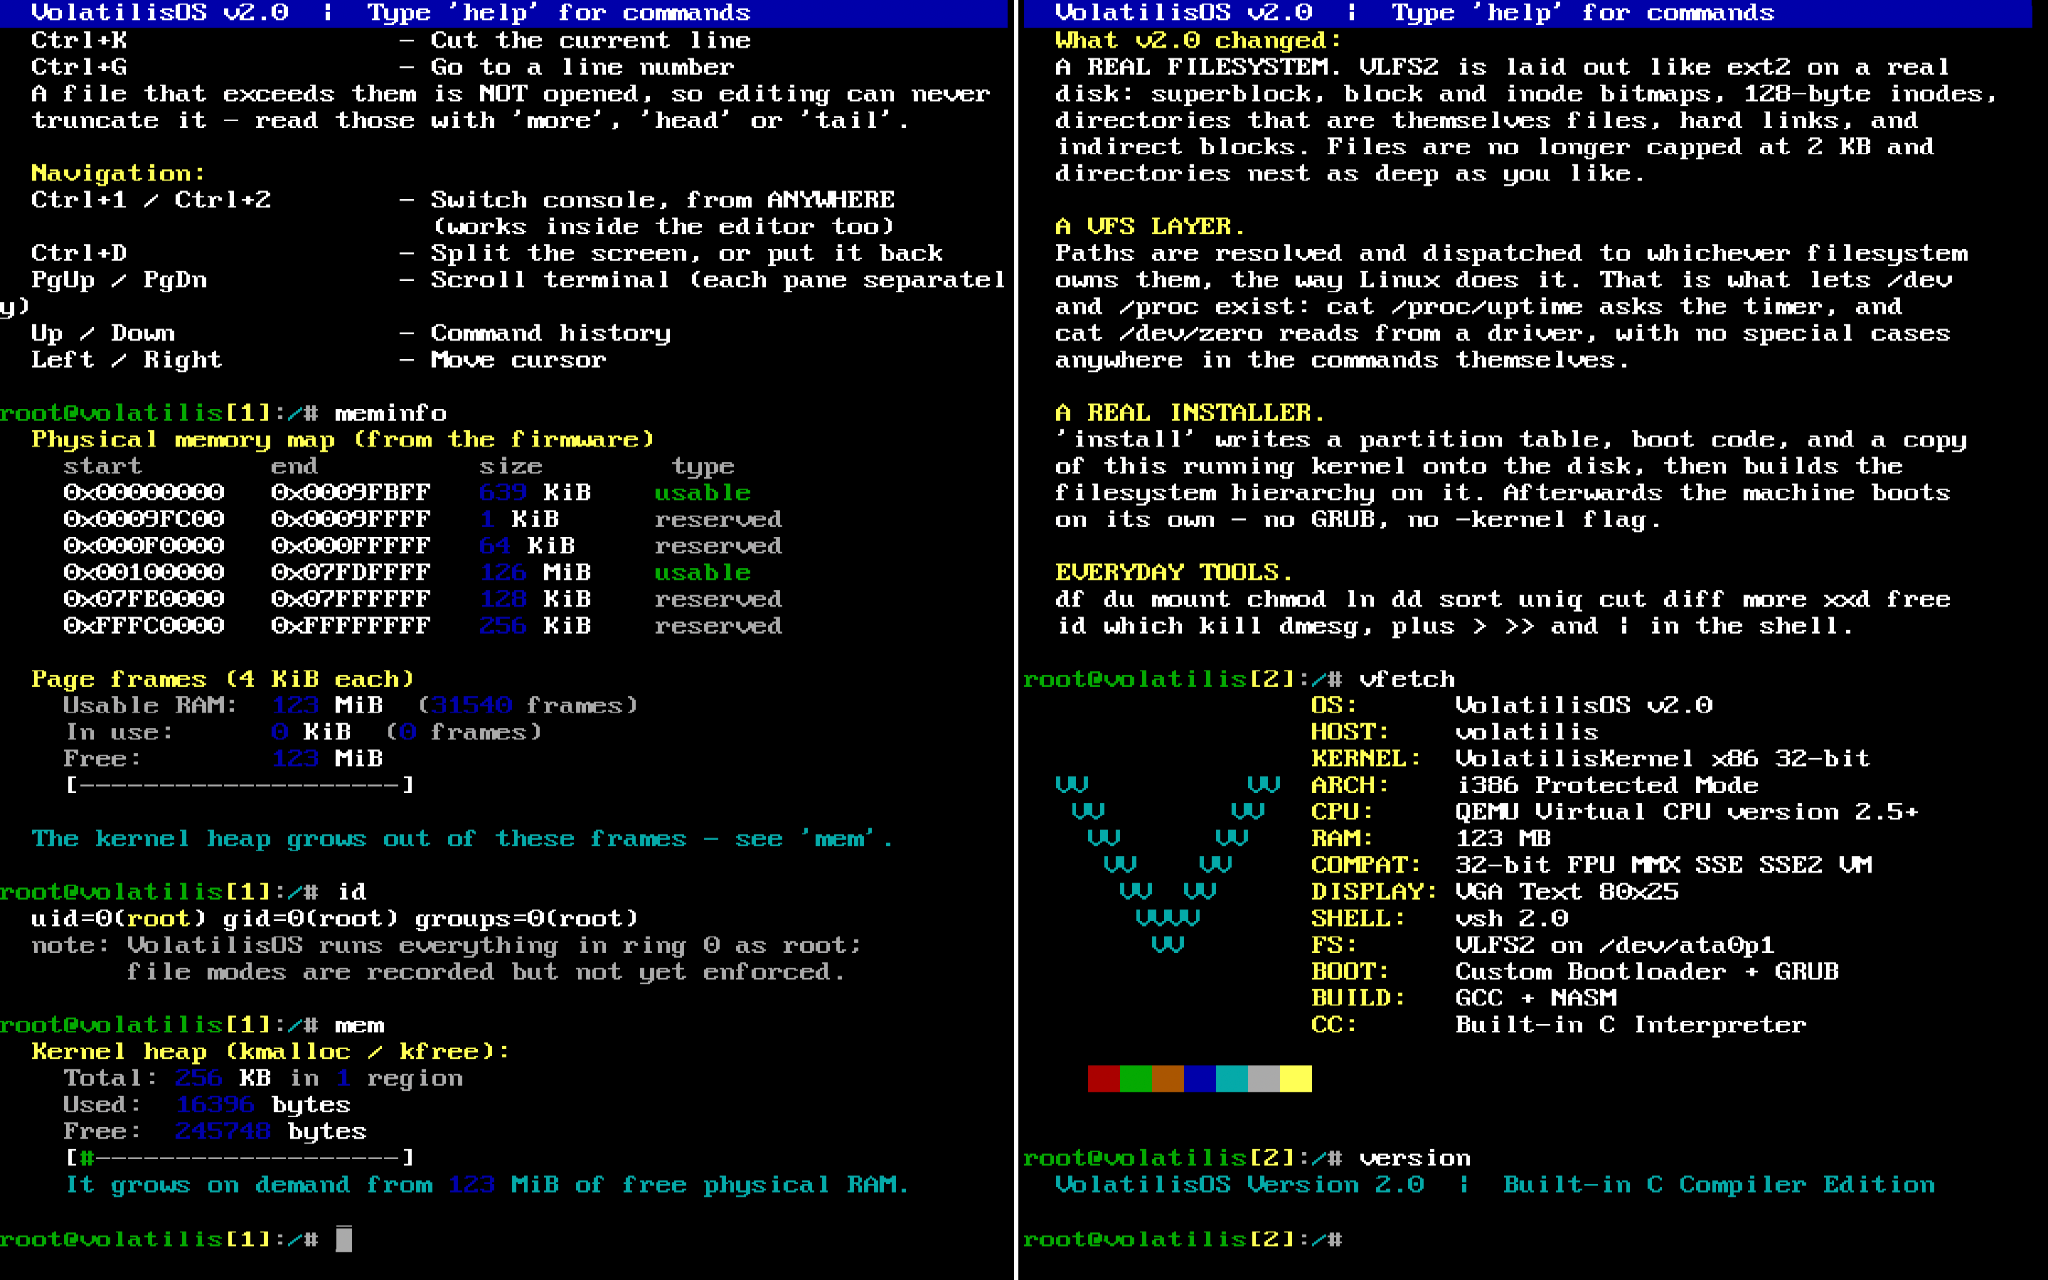 VolatilisOS v2.0  ¦  Type 'help' for commands
Ctrl+K                 - Cut the current line
Ctrl+G                 - Go to a line number
A file that exceeds them is NOT opened, so editing can never
truncate it - read those with 'more', 'head' or 'tail'.
Navigation:
Ctrl+1 / Ctrl+2        - Switch console, from ANYWHERE
(works inside the editor too)
Ctrl+D                 - Split the screen, or put it back
PgUp / PgDn            - Scroll terminal (each pane separatel
y)
Up / Down              - Command history
Left / Right           - Move cursor
root@volatilis[1]:/# meminfo
Physical memory map (from the firmware)
start        end          size        type
0x00000000   0x0009FBFF   639 KiB    usable
0x0009FC00   0x0009FFFF   1 KiB      reserved
0x000F0000   0x000FFFFF   64 KiB     reserved
0x00100000   0x07FDFFFF   126 MiB    usable
0x07FE0000   0x07FFFFFF   128 KiB    reserved
0xFFFC0000   0xFFFFFFFF   256 KiB    reserved
Page frames (4 KiB each)
Usable RAM:  123 MiB  (31540 frames)
In use:      0 KiB  (0 frames)
Free:        123 MiB
[--------------------]
The kernel heap grows out of these frames - see 'mem'.
root@volatilis[1]:/# id
uid=0(root) gid=0(root) groups=0(root)
note: VolatilisOS runs everything in ring 0 as root;
file modes are recorded but not yet enforced.
root@volatilis[1]:/# mem
Kernel heap (kmalloc / kfree):
Total: 256 KB in 1 region
Used:  16396 bytes
Free:  245748 bytes
[#-------------------]
It grows on demand from 123 MiB of free physical RAM.
root@volatilis[1]:/#
VolatilisOS v2.0  ¦  Type 'help' for commands
What v2.0 changed:
A REAL FILESYSTEM. VLFS2 is laid out like ext2 on a real
disk: superblock, block and inode bitmaps, 128-byte inodes,
directories that are themselves files, hard links, and
indirect blocks. Files are no longer capped at 2 KB and
directories nest as deep as you like.
A VFS LAYER.
Paths are resolved and dispatched to whichever filesystem
owns them, the way Linux does it. That is what lets /dev
and /proc exist: cat /proc/uptime asks the timer, and
cat /dev/zero reads from a driver, with no special cases
anywhere in the commands themselves.
A REAL INSTALLER.
'install' writes a partition table, boot code, and a copy
of this running kernel onto the disk, then builds the
filesystem hierarchy on it. Afterwards the machine boots
on its own - no GRUB, no -kernel flag.
EVERYDAY TOOLS.
df du mount chmod ln dd sort uniq cut diff more xxd free
id which kill dmesg, plus > >> and ¦ in the shell.
root@volatilis[2]:/# vfetch
OS:      VolatilisOS v2.0
HOST:    volatilis
KERNEL:  VolatilisKernel x86 32-bit
VV          VV  ARCH:    i386 Protected Mode
VV        VV   CPU:     QEMU Virtual CPU version 2.5+
VV      VV    RAM:     123 MB
VV    VV     COMPAT:  32-bit FPU MMX SSE SSE2 VM
VV  VV      DISPLAY: VGA Text 80x25
VVVV       SHELL:   vsh 2.0
VV        FS:      VLFS2 on /dev/ata0p1
BOOT:    Custom Bootloader + GRUB
BUILD:   GCC + NASM
CC:      Built-in C Interpreter
root@volatilis[2]:/# version
VolatilisOS Version 2.0  ¦  Built-in C Compiler Edition
root@volatilis[2]:/#